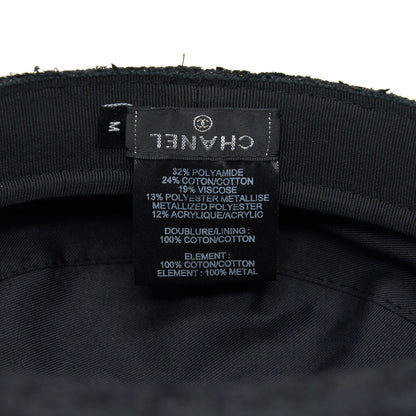 M
CHANEL
32% POLYAMIDE
24% COTON/COTTON
19% VISCOSE
13% POLYESTER METALLISE
METALLIZED POLYESTER
12% ACRYLIQUE/ACRYLIC
DOUBLURE/LINING :
100% COTON/COTTON
ELEMENT :
100% COTON/COTTON
ELEMENT : 100% METAL